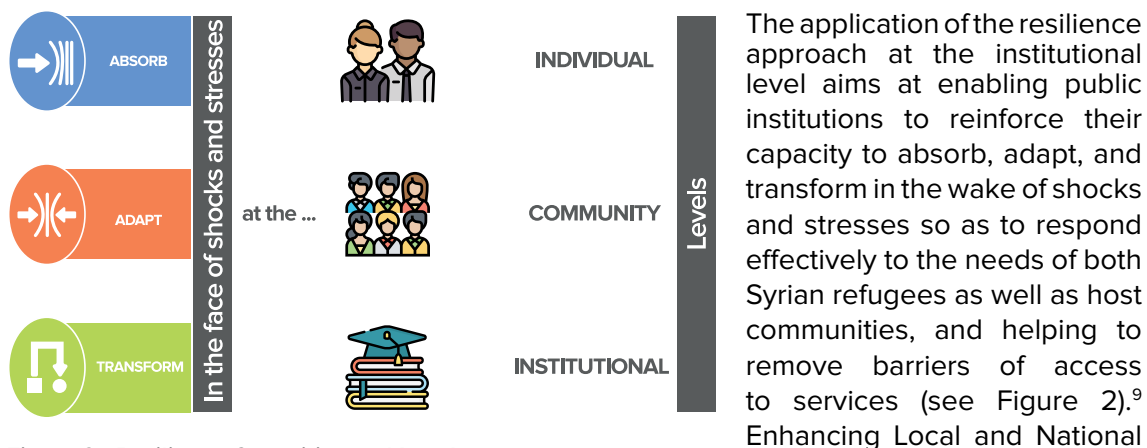 ABSORB
ADAPT
TRANSFORM
In the face of shocks and stresses
at the ...
INDIVIDUAL
COMMUNITY
INSTITUTIONAL
Levels
The application of the resilience
approach at the institutional
level aims at enabling public
institutions to reinforce their
capacity to absorb, adapt, and
transform in the wake of shocks
and stresses so as to respond
effectively to the needs of both
Syrian refugees as well as host
communities, and helping to
remove barriers of access
to services (see Figure 2).⁹
Enhancing Local and National